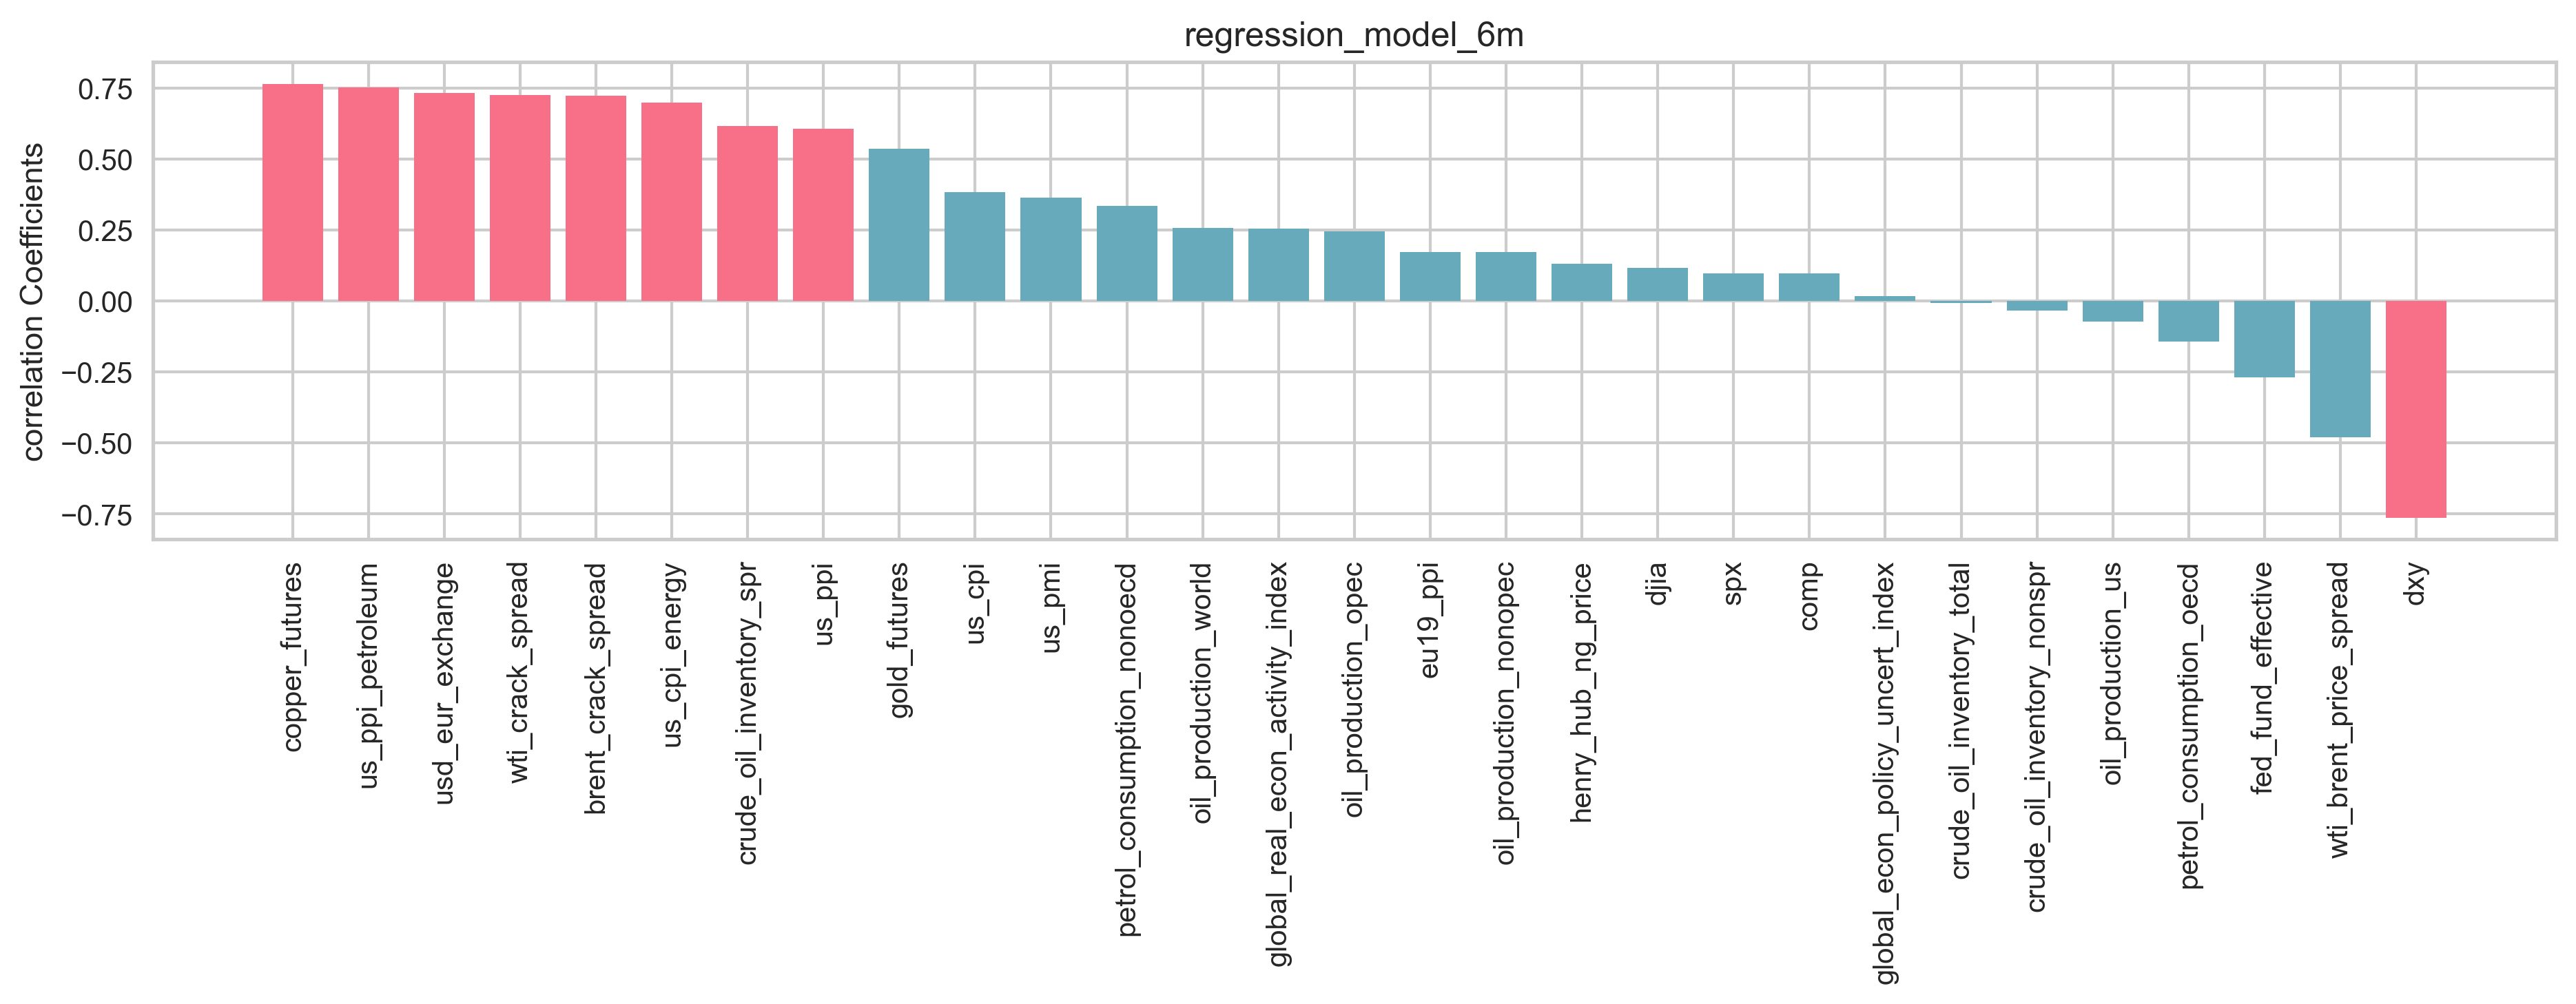 regression_model_6m
correlation Coefficients
0.75
0.50
0.25
0.00
−0.25
−0.50
−0.75
copper_futures
us_ppi_petroleum
usd_eur_exchange
wti_crack_spread
brent_crack_spread
us_cpi_energy
crude_oil_inventory_spr
us_ppi
gold_futures
us_cpi
us_pmi
petrol_consumption_nonoecd
oil_production_world
global_real_econ_activity_index
oil_production_opec
eu19_ppi
oil_production_nonopec
henry_hub_ng_price
djia
spx
comp
global_econ_policy_uncert_index
crude_oil_inventory_total
crude_oil_inventory_nonspr
oil_production_us
petrol_consumption_oecd
fed_fund_effective
wti_brent_price_spread
dxy